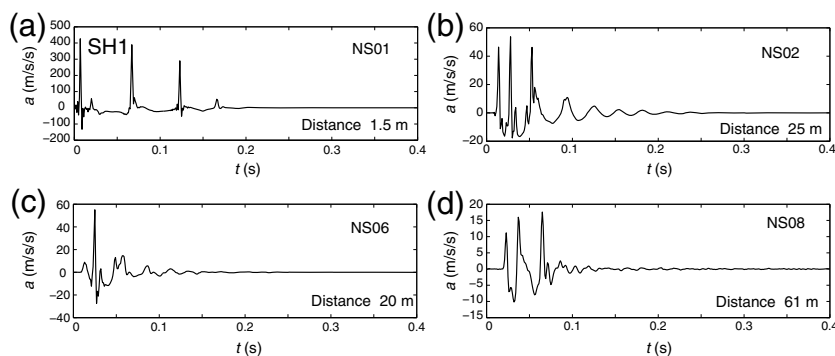 (a)
SH1
NS01
a (m/s/s)
500
400
300
200
100
0
-100
-200
Distance 1.5 m
0 0.1 0.2 0.3 0.4
t (s)
(b)
NS02
a (m/s/s)
60
40
20
0
-20
Distance 25 m
0 0.1 0.2 0.3 0.4
t (s)
(c)
NS06
a (m/s/s)
60
40
20
0
-20
-40
Distance 20 m
0 0.1 0.2 0.3 0.4
t (s)
(d)
NS08
a (m/s/s)
20
15
10
5
0
-5
-10
-15
Distance 61 m
0 0.1 0.2 0.3 0.4
t (s)